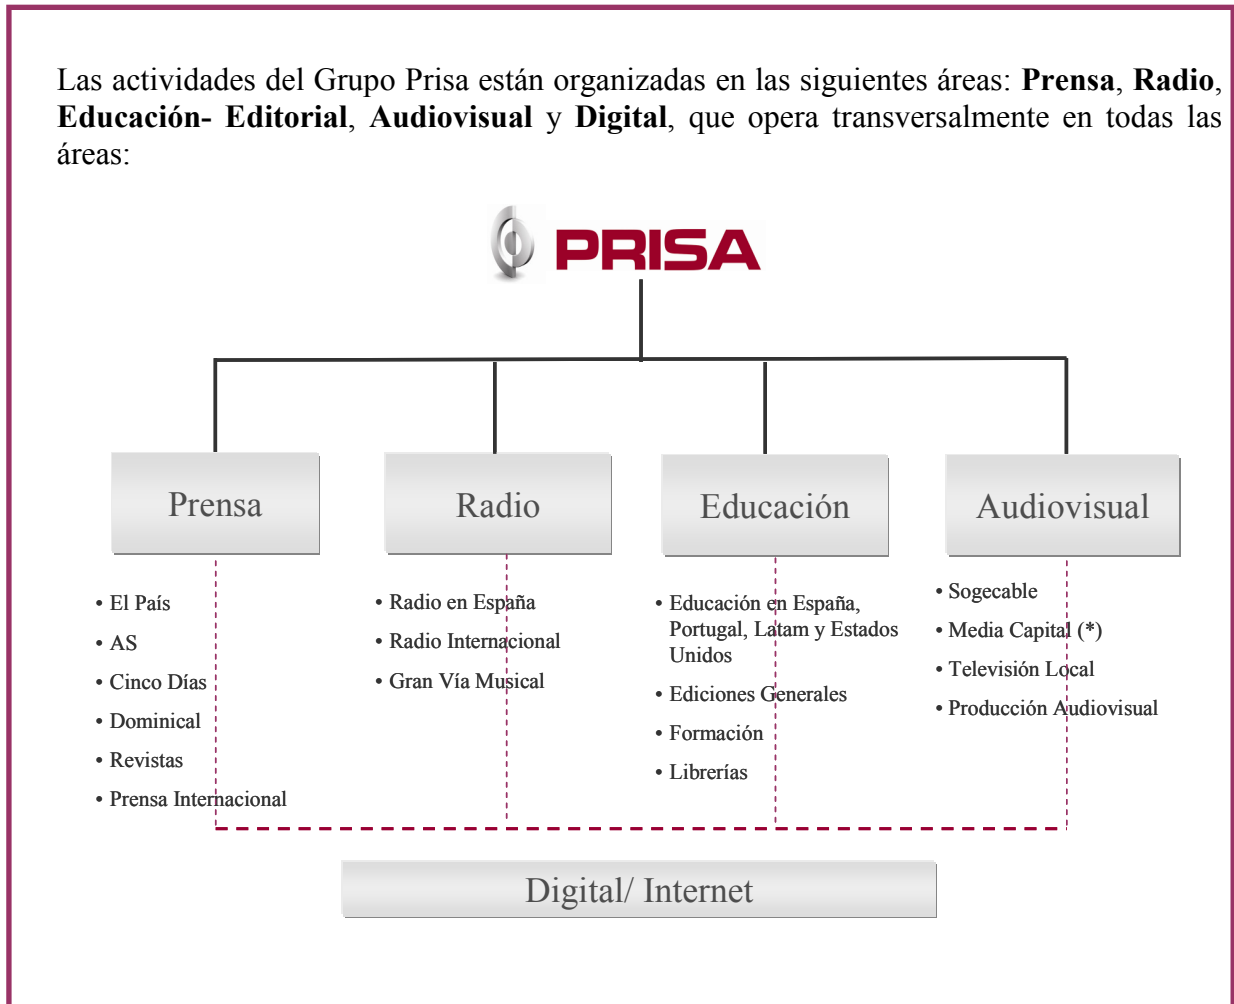 Las actividades del Grupo Prisa están organizadas en las siguientes áreas: Prensa, Radio,
Educación- Editorial, Audiovisual y Digital, que opera transversalmente en todas las
áreas:
PRISA
Prensa
• El País
• AS
• Cinco Días
• Dominical
• Revistas
• Prensa Internacional
Radio
• Radio en España
• Radio Internacional
• Gran Vía Musical
Educación
• Educación en España,
Portugal, Latam y Estados
Unidos
• Ediciones Generales
• Formación
• Librerías
Audiovisual
• Sogecable
• Media Capital (*)
• Televisión Local
• Producción Audiovisual
Digital/ Internet